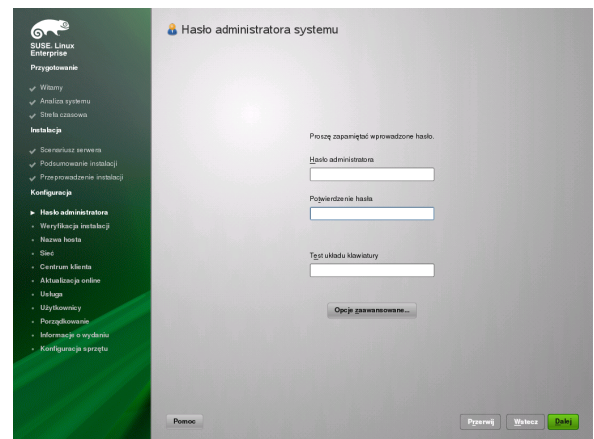 SUSE. Linux
Enterprise
Przygotowanie
Witamy
Analiza systemu
Strefa czasowa
Instalacja
Scenariusz serwera
Podsumowanie instalacji
Przeprowadzenie instalacji
Konfiguracja
Hasło administratora
Weryfikacja instalacji
Nazwa hosta
Sieć
Centrum klienta
Aktualizacja online
Usługa
Użytkownicy
Porządkowanie
Informacje o wydaniu
Konfiguracja sprzętu
Hasło administratora systemu
Proszę zapamiętać wprowadzone hasło.
Hasło administratora
Potwierdzenie hasła
Test układu klawiatury
Opcje zaawansowane...
Pomoc
Przerwij
Wstecz
Dalej